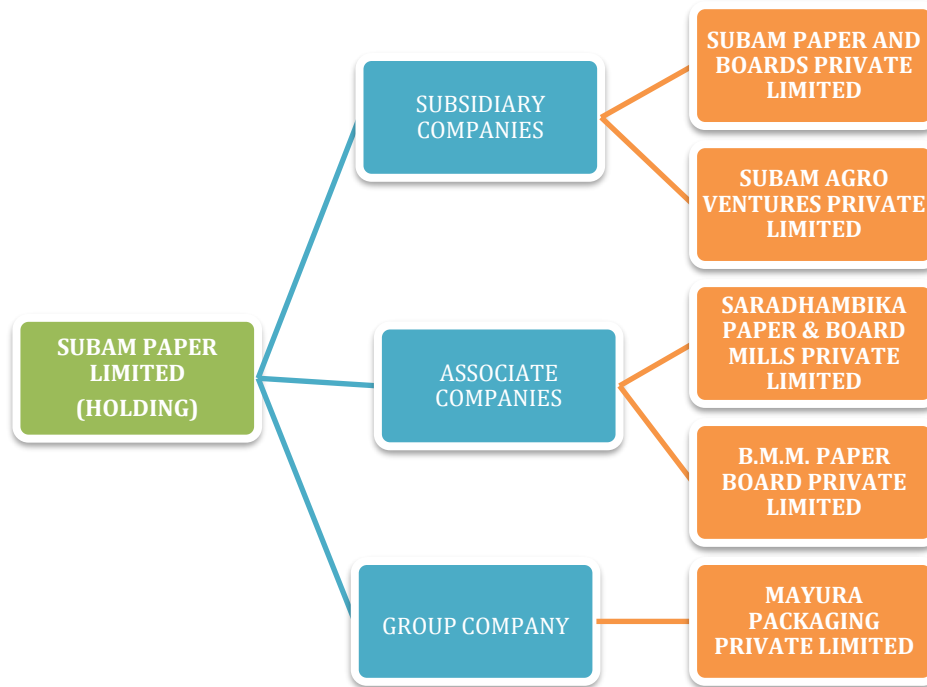 SUBAM PAPER
LIMITED
(HOLDING)
SUBSIDIARY
COMPANIES
SUBAM PAPER AND
BOARDS PRIVATE
LIMITED
SUBAM AGRO
VENTURES PRIVATE
LIMITED
ASSOCIATE
COMPANIES
SARADHAMBIKA
PAPER & BOARD
MILLS PRIVATE
LIMITED
B.M.M. PAPER
BOARD PRIVATE
LIMITED
GROUP COMPANY
MAYURA
PACKAGING
PRIVATE LIMITED